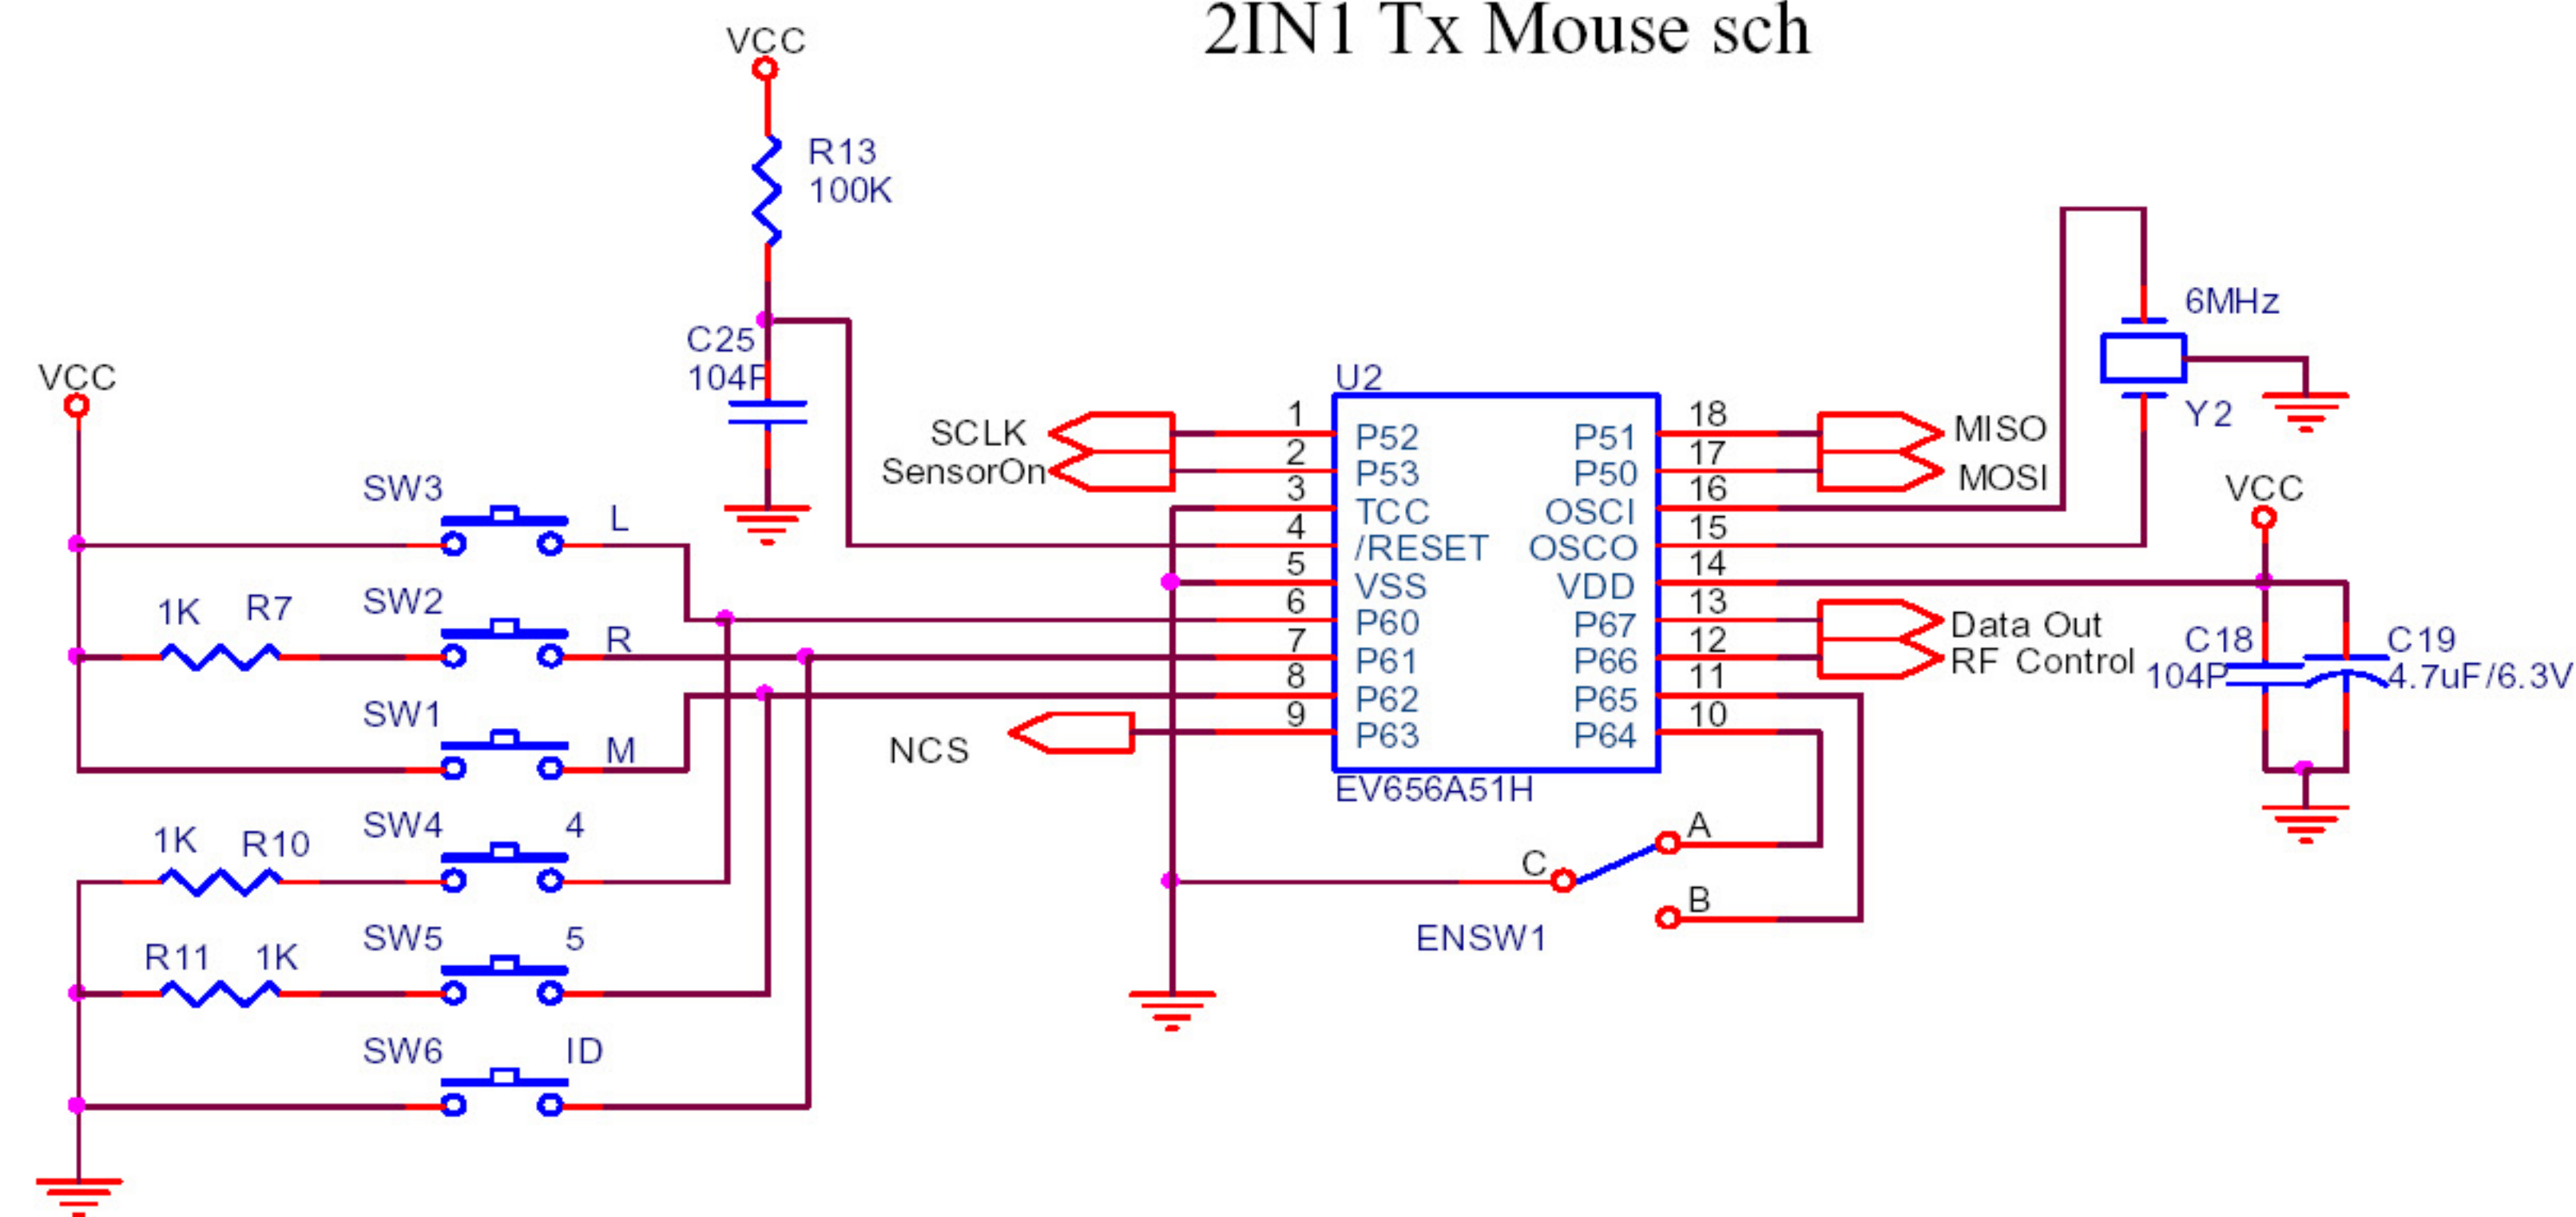 2IN1 Tx Mouse sch
VCC
R13
100K
C25
104P
VCC
SW3
L
1K R7
SW2
R
SW1
M
1K R10
SW4
4
R11 1K
SW5
5
SW6
ID
SCLK
SensorOn
NCS
U2
1 P52
2 P53
3 TCC
4 /RESET
5 VSS
6 P60
7 P61
8 P62
9 P63
P51 18
P50 17
OSCI 16
OSCO 15
VDD 14
P67 13
P66 12
P65 11
P64 10
EV656A51H
MISO
MOSI
6MHz
Y2
VCC
Data Out
RF Control
C18
104P
C19
4.7uF/6.3V
A
C
B
ENSW1